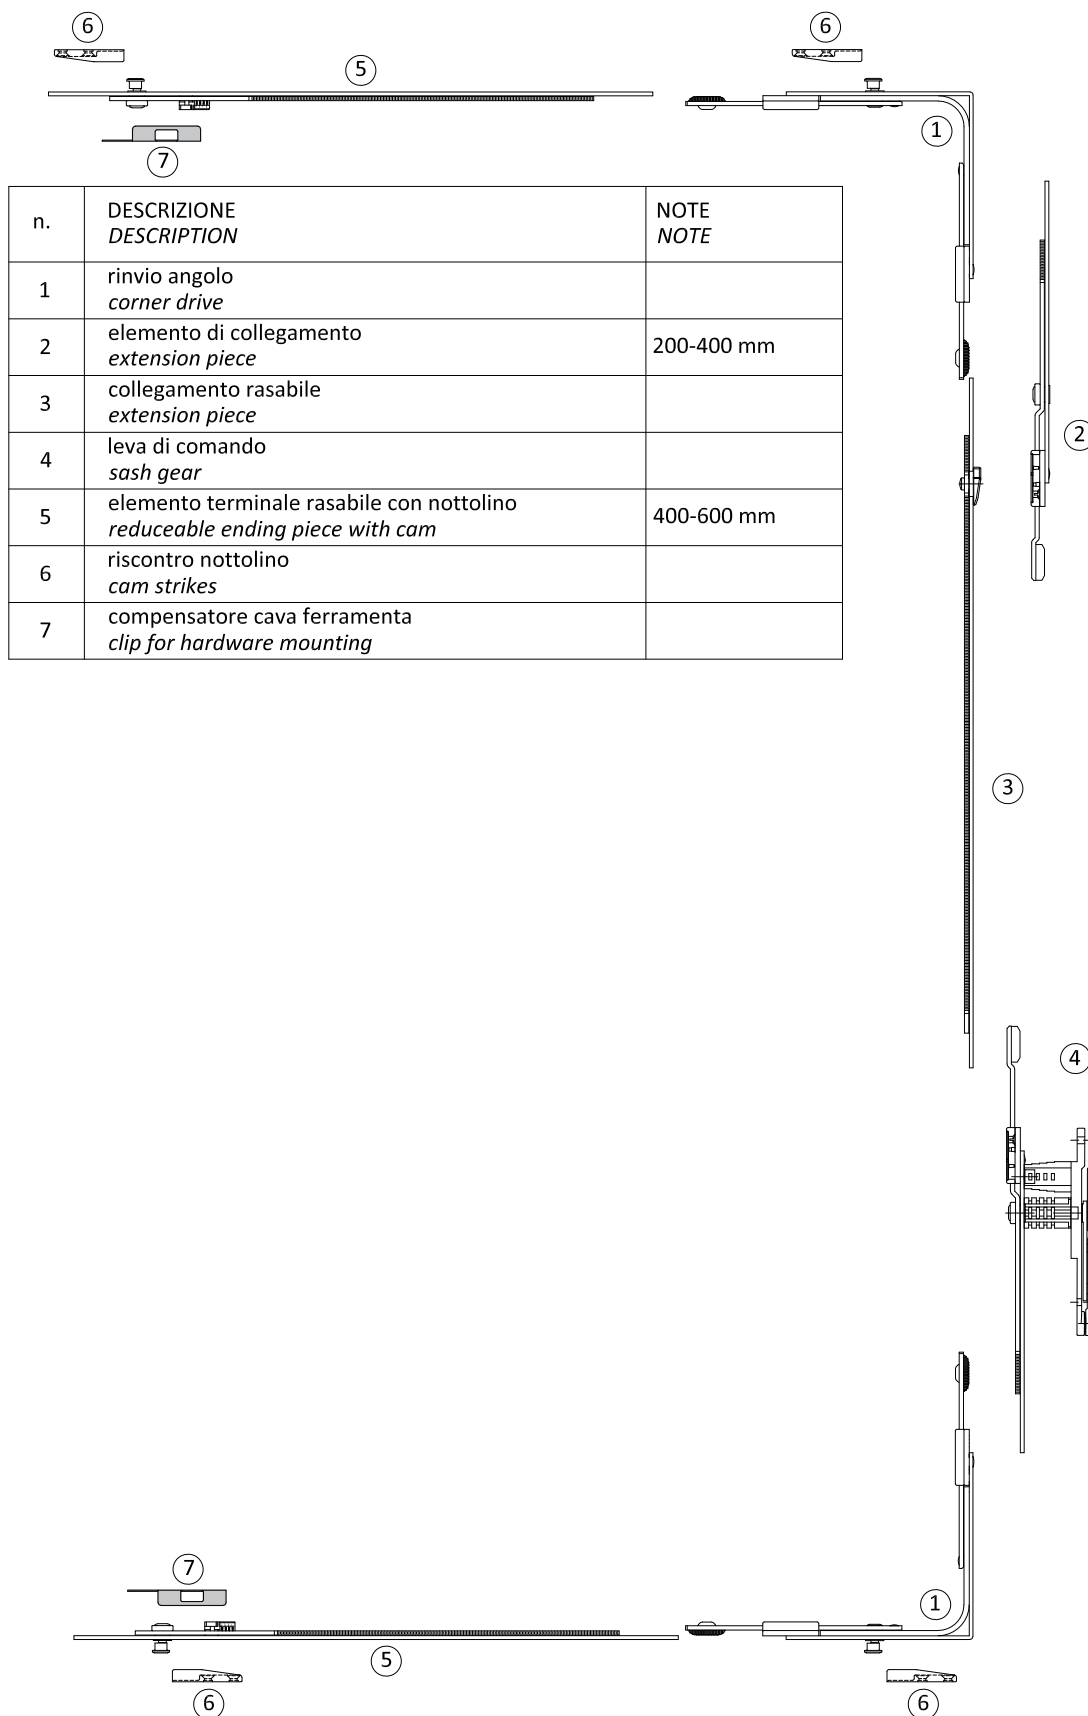 6
6
5
1
7
n.
DESCRIZIONE
DESCRIPTION
NOTE
NOTE
1
rinvio angolo
corner drive
2
elemento di collegamento
extension piece
200-400 mm
3
collegamento rasabile
extension piece
4
leva di comando
sash gear
5
elemento terminale rasabile con nottolino
reduceable ending piece with cam
400-600 mm
6
riscontro nottolino
cam strikes
7
compensatore cava ferramenta
clip for hardware mounting
2
3
4
7
1
5
6
6